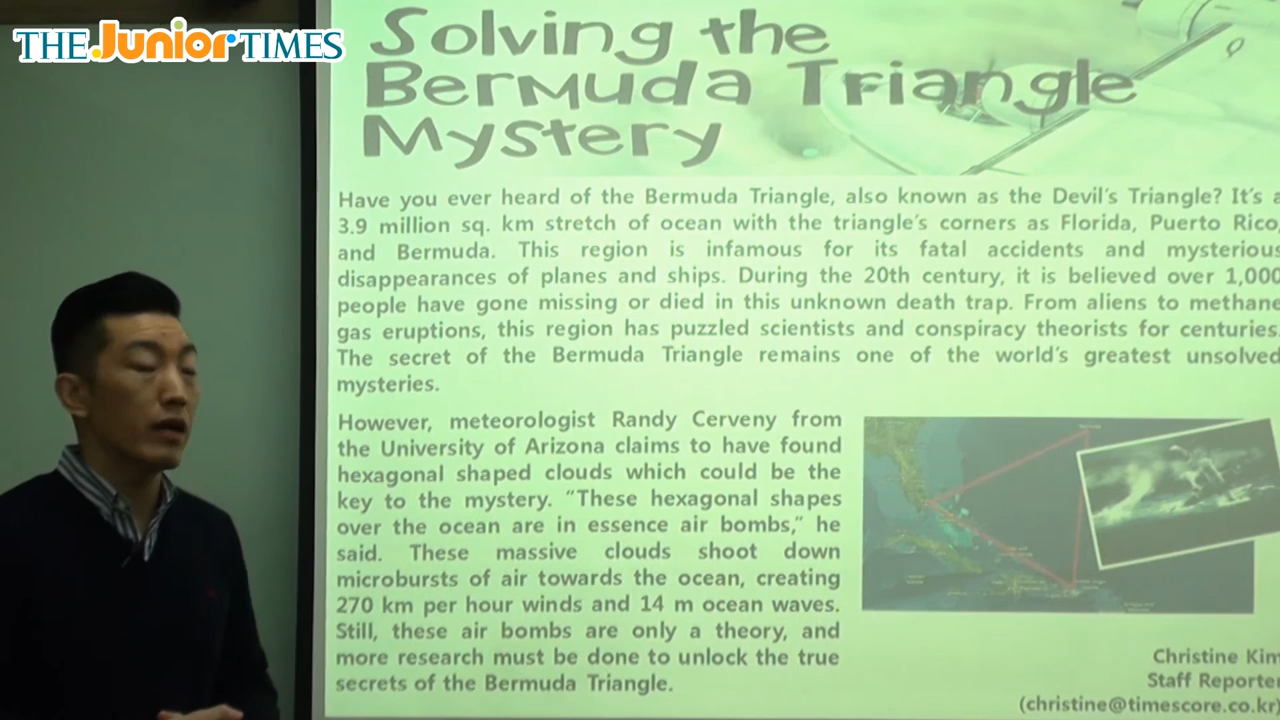 THE Junior TIMES
Solving the
Bermuda Triangle
Mystery
Have you ever heard of the Bermuda Triangle, also known as the Devil's Triangle? It's a
3.9 million sq. km stretch of ocean with the triangle's corners as Florida, Puerto Rico,
and Bermuda. This region is infamous for its fatal accidents and mysterious
disappearances of planes and ships. During the 20th century, it is believed over 1,000
people have gone missing or died in this unknown death trap. From aliens to methane
gas eruptions, this region has puzzled scientists and conspiracy theorists for centuries.
The secret of the Bermuda Triangle remains one of the world's greatest unsolved
mysteries.
However, meteorologist Randy Cerveny from
the University of Arizona claims to have found
hexagonal shaped clouds which could be the
key to the mystery. "These hexagonal shapes
over the ocean are in essence air bombs," he
said. These massive clouds shoot down
microbursts of air towards the ocean, creating
270 km per hour winds and 14 m ocean waves.
Still, these air bombs are only a theory, and
more research must be done to unlock the true
secrets of the Bermuda Triangle.
Christine Kim
Staff Reporter
(christine@timescore.co.kr)